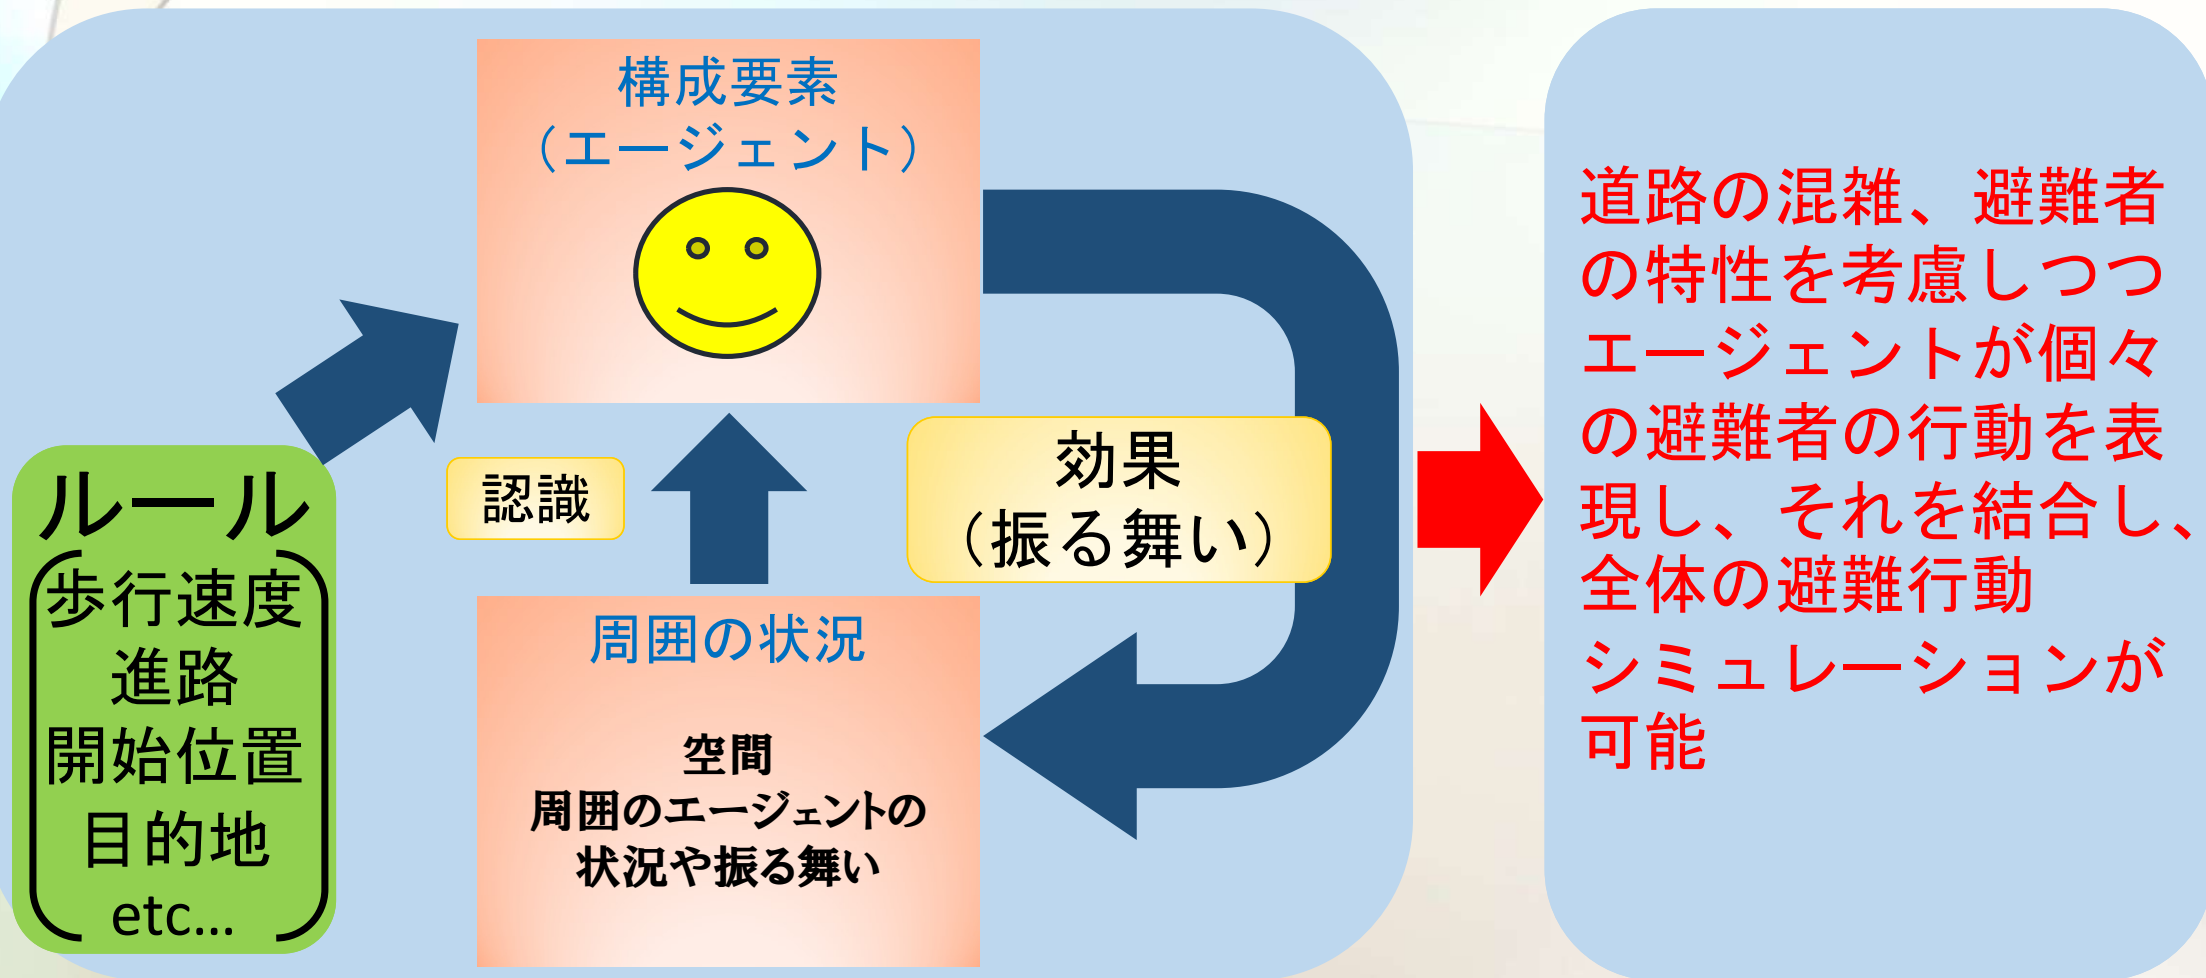 構成要素
（エージェント）
ルール
歩行速度
進路
開始位置
目的地
etc…
認識
効果
（振る舞い）
周囲の状況
空間
周囲のエージェントの
状況や振る舞い
道路の混雑、避難者
の特性を考慮しつつ
エージェントが個々
の避難者の行動を表
現し、それを結合し、
全体の避難行動
シミュレーションが
可能